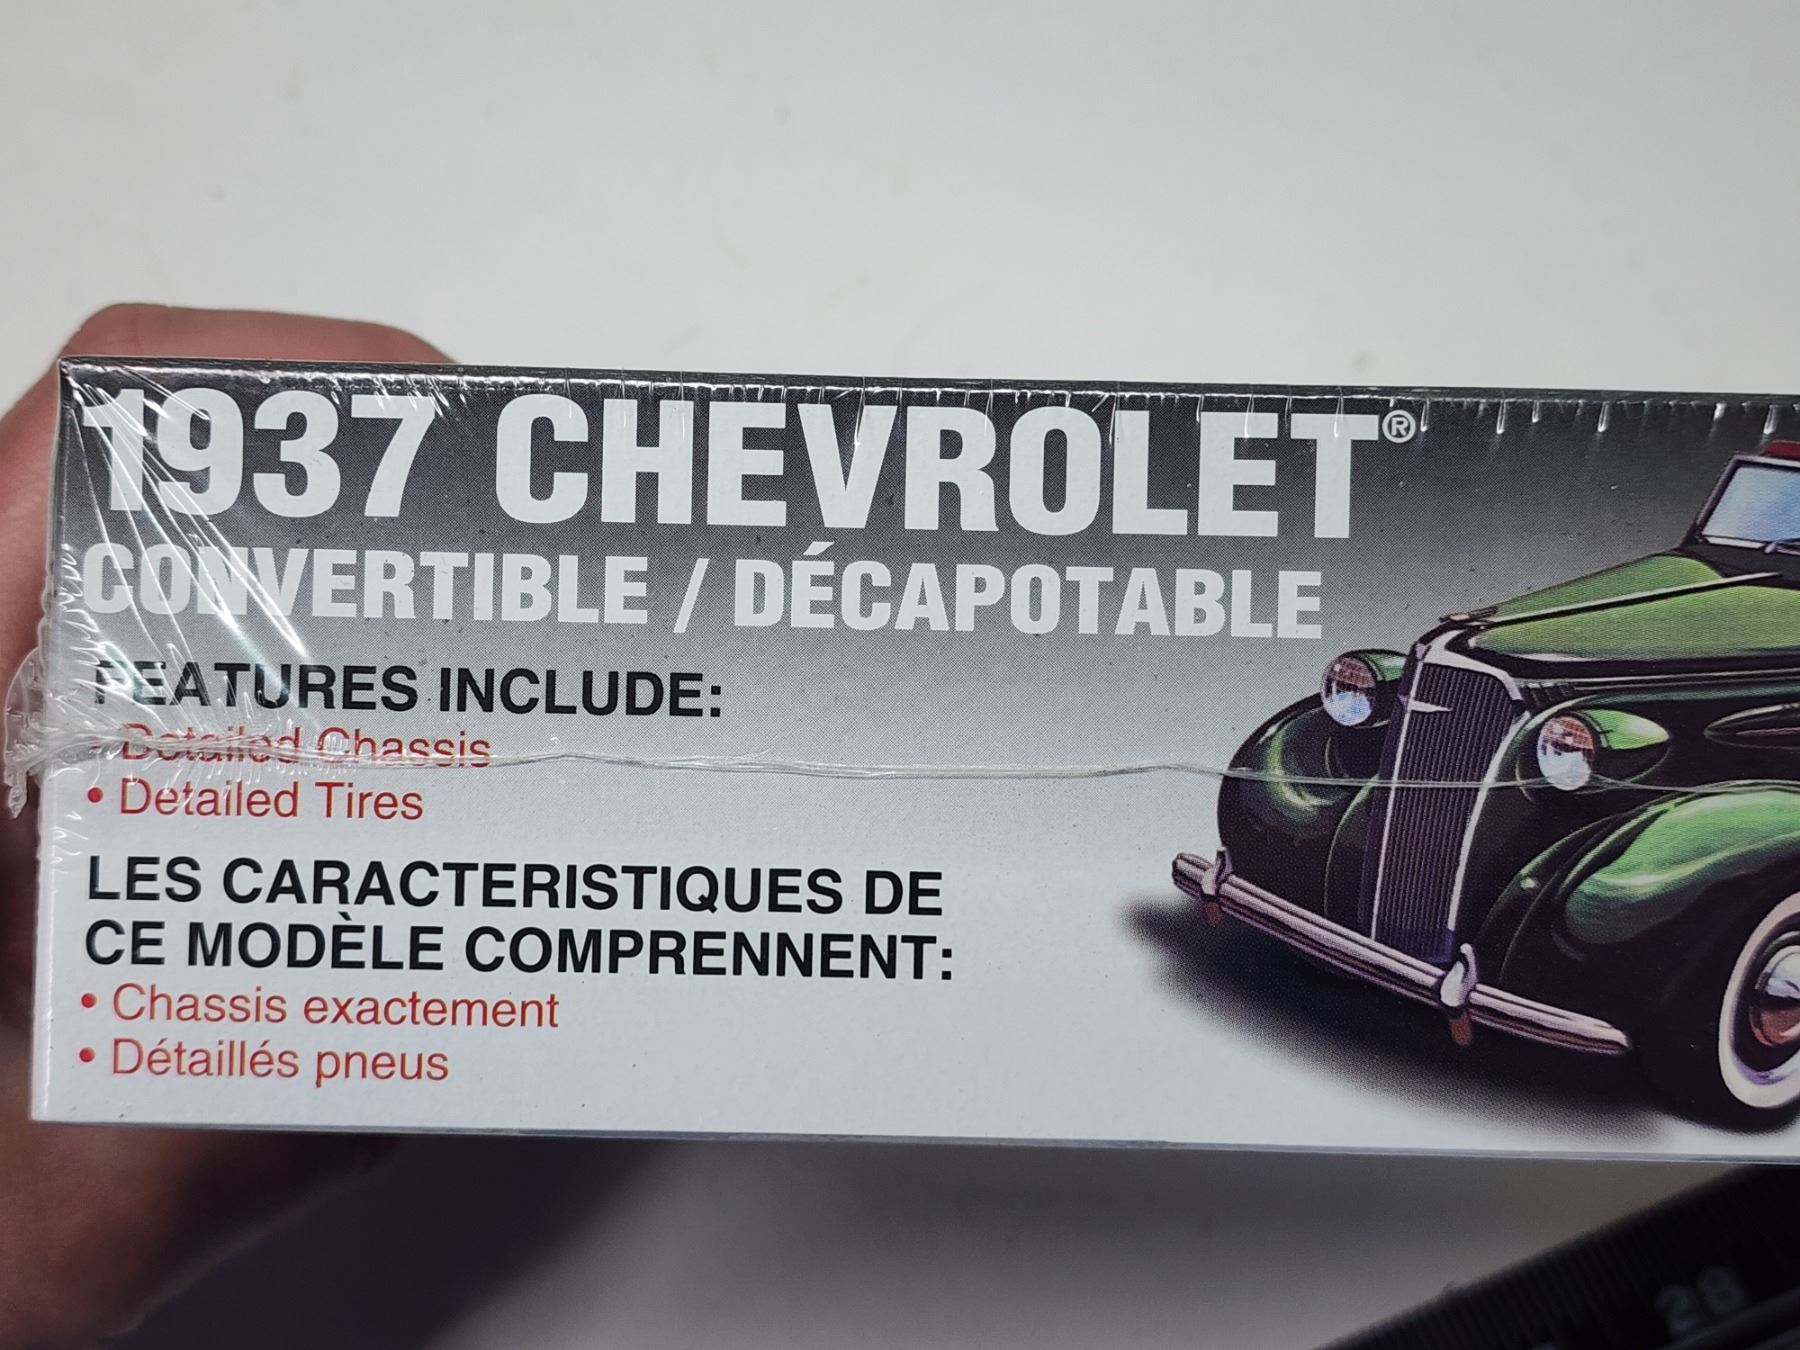 1937 CHEVROLET®
CONVERTIBLE / DÉCAPOTABLE
FEATURES INCLUDE:
• Detailed Chassis
• Detailed Tires
LES CARACTERISTIQUES DE
CE MODÈLE COMPRENNENT:
• Chassis exactement
• Détaillés pneus
28